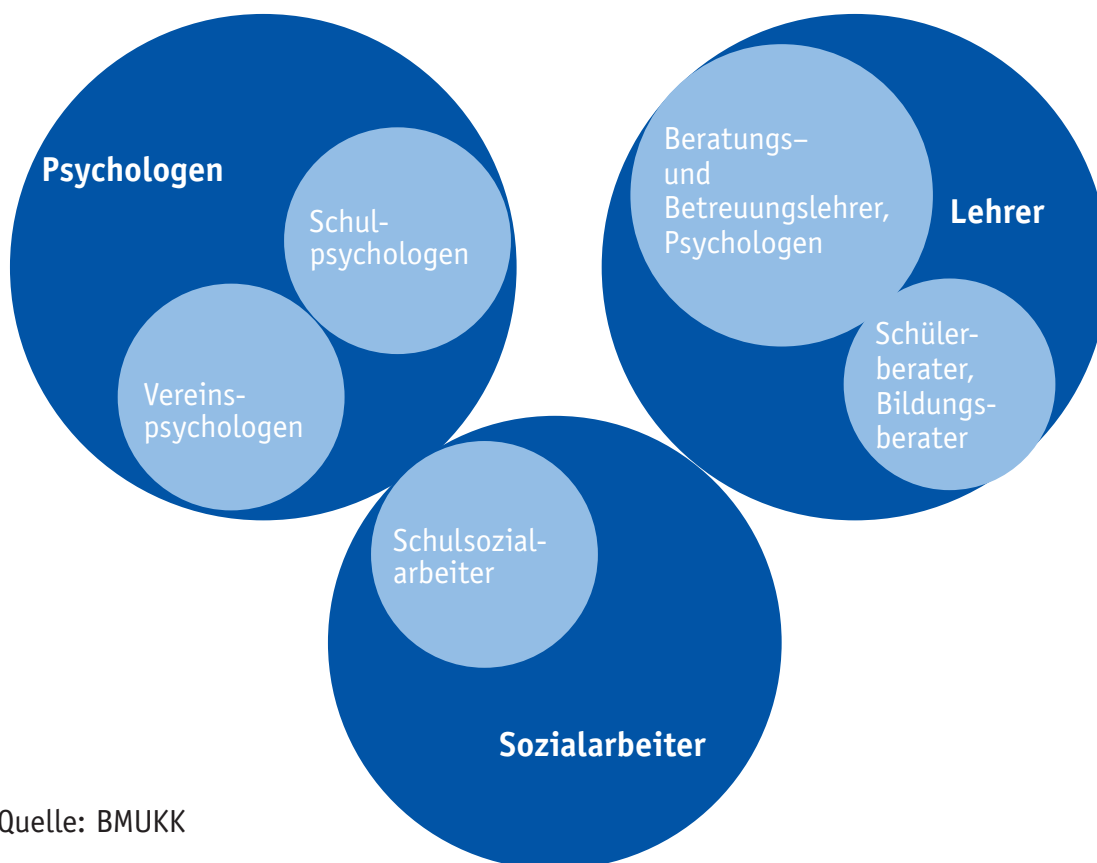 Psychologen
Schul-
psychologen
Vereins-
psychologen
Beratungs–
und
Betreuungslehrer,
Psychologen
Lehrer
Schüler-
berater,
Bildungs-
berater
Schulsozial-
arbeiter
Sozialarbeiter
Quelle: BMUKK